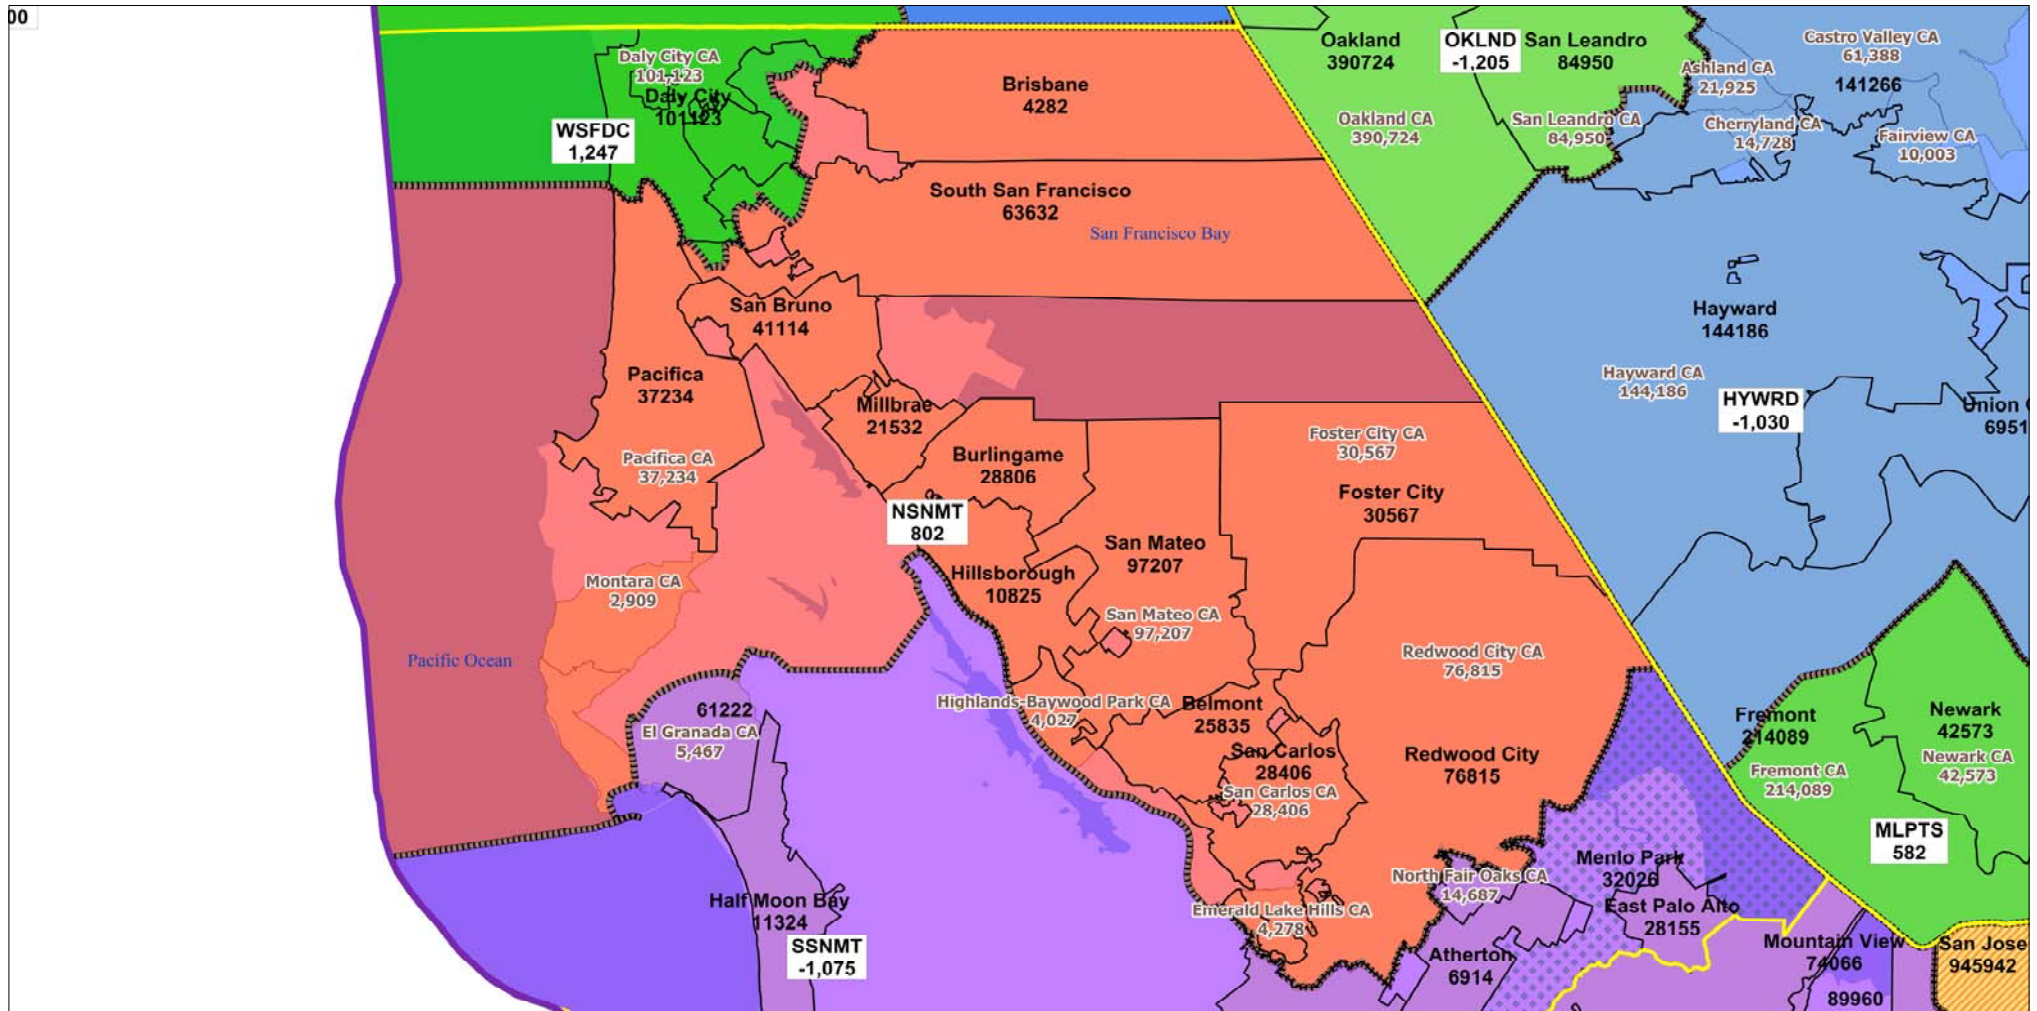 00
Daly City CA
101,123
Daly City
101123
WSFDC
1,247
Brisbane
4282
South San Francisco
63632
San Francisco Bay
Oakland
390724
Oakland CA
390,724
OKLND
-1,205
San Leandro
84950
San Leandro CA
84,950
Ashland CA
21,925
Castro Valley CA
61,388
141266
Cherryland CA
14,728
Fairview CA
10,003
San Bruno
41114
Pacifica
37234
Pacifica CA
37,234
Millbrae
21532
Burlingame
28806
Hayward
144186
Hayward CA
144,186
HYWRD
-1,030
Union
6951
Foster City CA
30,567
Foster City
30567
NSNMT
802
Hillsborough
10825
San Mateo
97207
San Mateo CA
97,207
Montara CA
2,909
Pacific Ocean
Redwood City CA
76,815
Highlands-Baywood Park CA
4,027
Belmont
25835
61222
El Granada CA
5,467
San Carlos
28406
San Carlos CA
28,406
Redwood City
76815
Fremont
214089
Fremont CA
214,089
Newark
42573
Newark CA
42,573
MLPTS
582
Menlo Park
32026
North Fair Oaks CA
14,687
Emerald Lake Hills CA
4,278
Half Moon Bay
11324
SSNMT
-1,075
East Palo Alto
28155
Atherton
6914
Mountain View
74066
San Jose
945942
89960